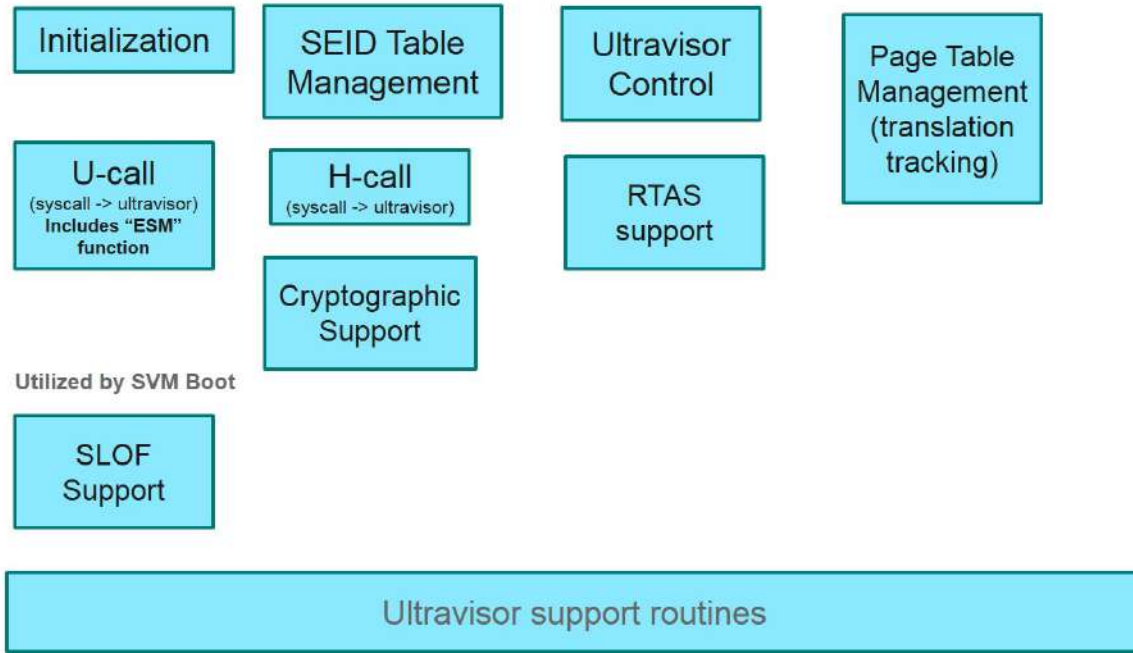 Initialization
SEID Table
Management
Ultravisor
Control
Page Table
Management
(translation
tracking)
U-call
(syscall -> ultravisor)
Includes “ESM”
function
H-call
(syscall -> ultravisor)
RTAS
support
Cryptographic
Support
Utilized by SVM Boot
SLOF
Support
Ultravisor support routines